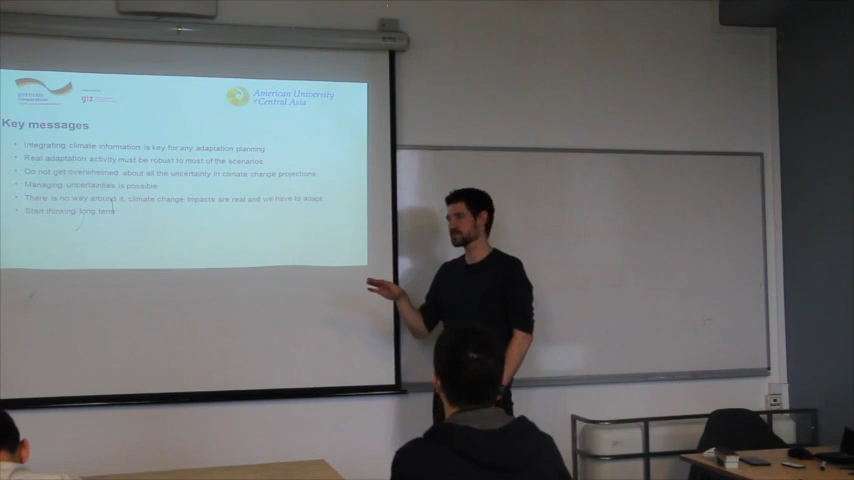 german
cooperation
giz
American University
of Central Asia
Key messages
Integrating climate information is key for any adaptation planning
Real adaptation activity must be robust to most of the scenarios
Do not get overwhelmed about all the uncertainty in climate change projections
Managing uncertainties is possible
There is no way around it, climate change impacts are real and we have to adapt
Start thinking long term